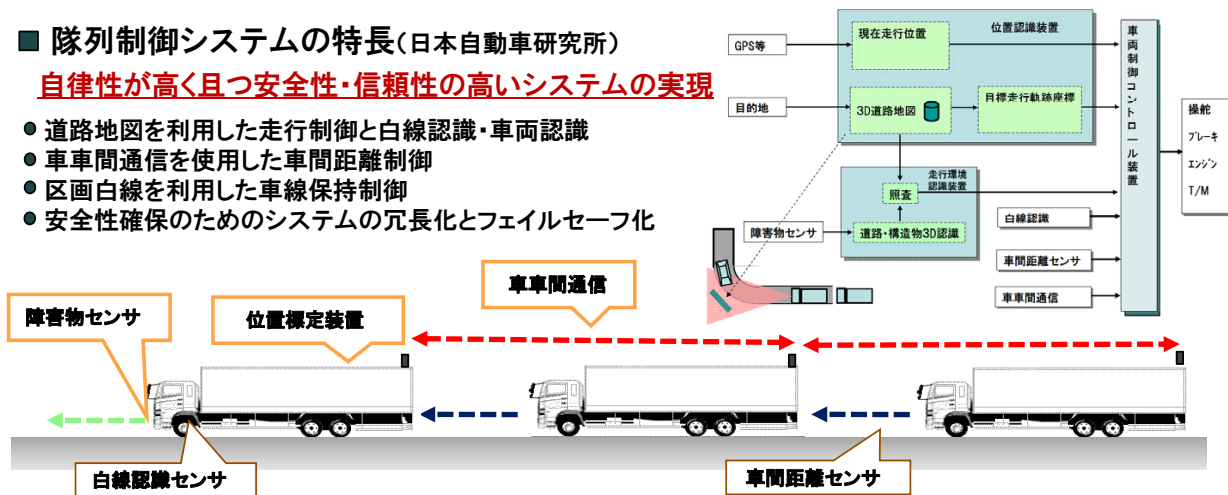 ■ 隊列制御システムの特長(日本自動車研究所)
自律性が高く且つ安全性・信頼性の高いシステムの実現
● 道路地図を利用した走行制御と白線認識・車両認識
● 車車間通信を使用した車間距離制御
● 区画白線を利用した車線保持制御
● 安全性確保のためのシステムの冗長化とフェイルセーフ化
GPS等
現在走行位置
位置認識装置
目的地
3D道路地図
目標走行軌跡座標
走行環境
認識装置
照査
障害物センサ
道路・構造物3D認識
白線認識
車間距離センサ
車車間通信
車両制御コントロール装置
操舵
ブレーキ
エンジン
T/M
障害物センサ
位置標定装置
車車間通信
白線認識センサ
車間距離センサ